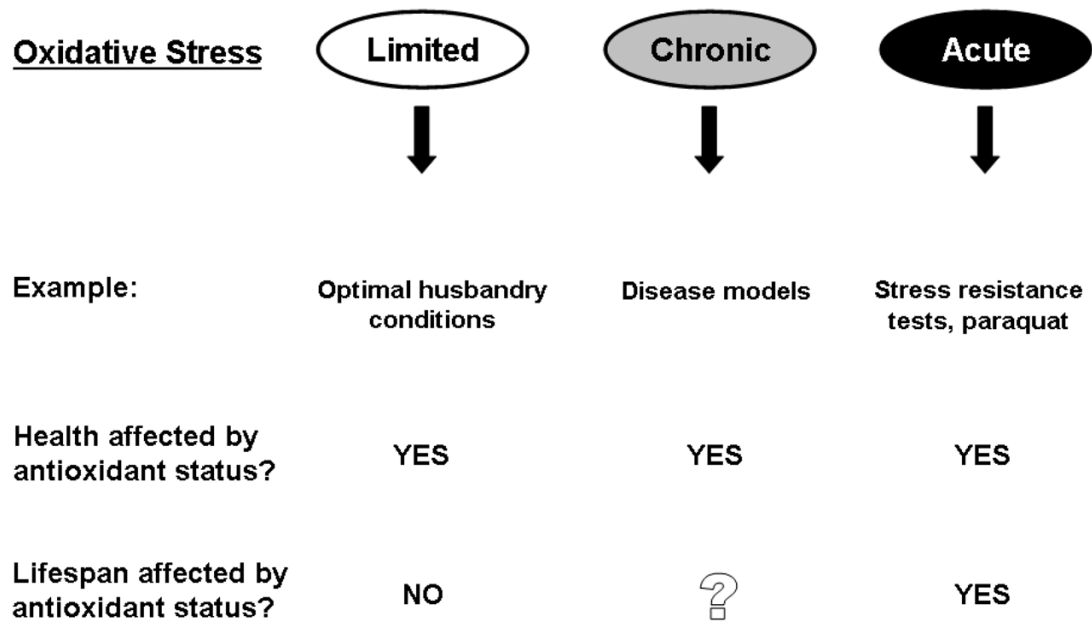 Oxidative Stress
Limited
Chronic
Acute
Example:
Optimal husbandry
conditions
Disease models
Stress resistance
tests, paraquat
Health affected by
antioxidant status?
YES
YES
YES
Lifespan affected by
antioxidant status?
NO
?
YES